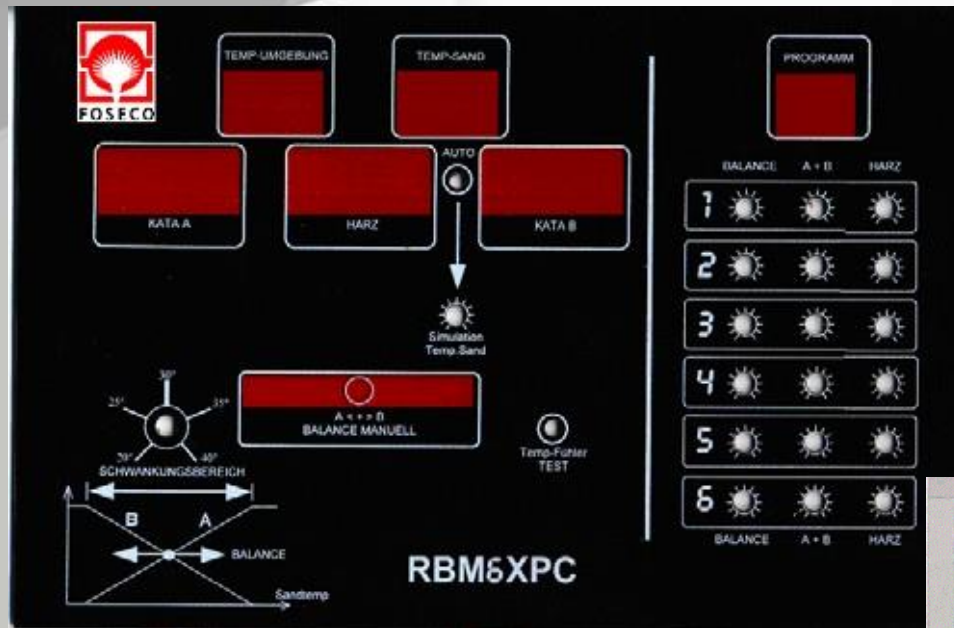 FOSECO
TEMP-UMGEBUNG
TEMP-SAND
KATA A
HARZ
AUTO
KATA B
Simulation
Temp.Sand
A < + > B
BALANCE MANUELL
Temp-Fühler
TEST
20°
25°
30°
35°
40°
SCHWANKUNGSBEREICH
B
A
BALANCE
Sandtemp
RBM6XPC
PROGRAMM
BALANCE A + B HARZ
1
2
3
4
5
6
BALANCE A + B HARZ